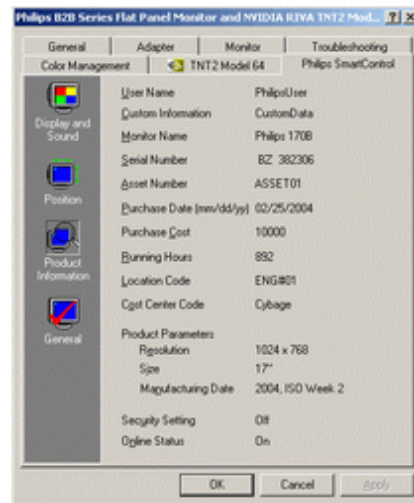 Philips B2B Series Flat Panel Monitor and NVIDIA RIVA TNT2 Mod...
General Adapter Monitor Troubleshooting
Color Management TNT2 Model 64 Philips SmartControl
Display and Sound
Position
Product Information
General
User Name PhilipsUser
Custom Information CustomData
Monitor Name Philips 170B
Serial Number BZ 382306
Asset Number ASSET01
Purchase Date (mm/dd/yy) 02/25/2004
Purchase Cost 10000
Running Hours 892
Location Code ENG#01
Cost Center Code Cybage
Product Parameters
Resolution 1024 x 768
Size 17"
Manufacturing Date 2004, ISO Week 2
Security Setting Off
Online Status On
OK Cancel Apply